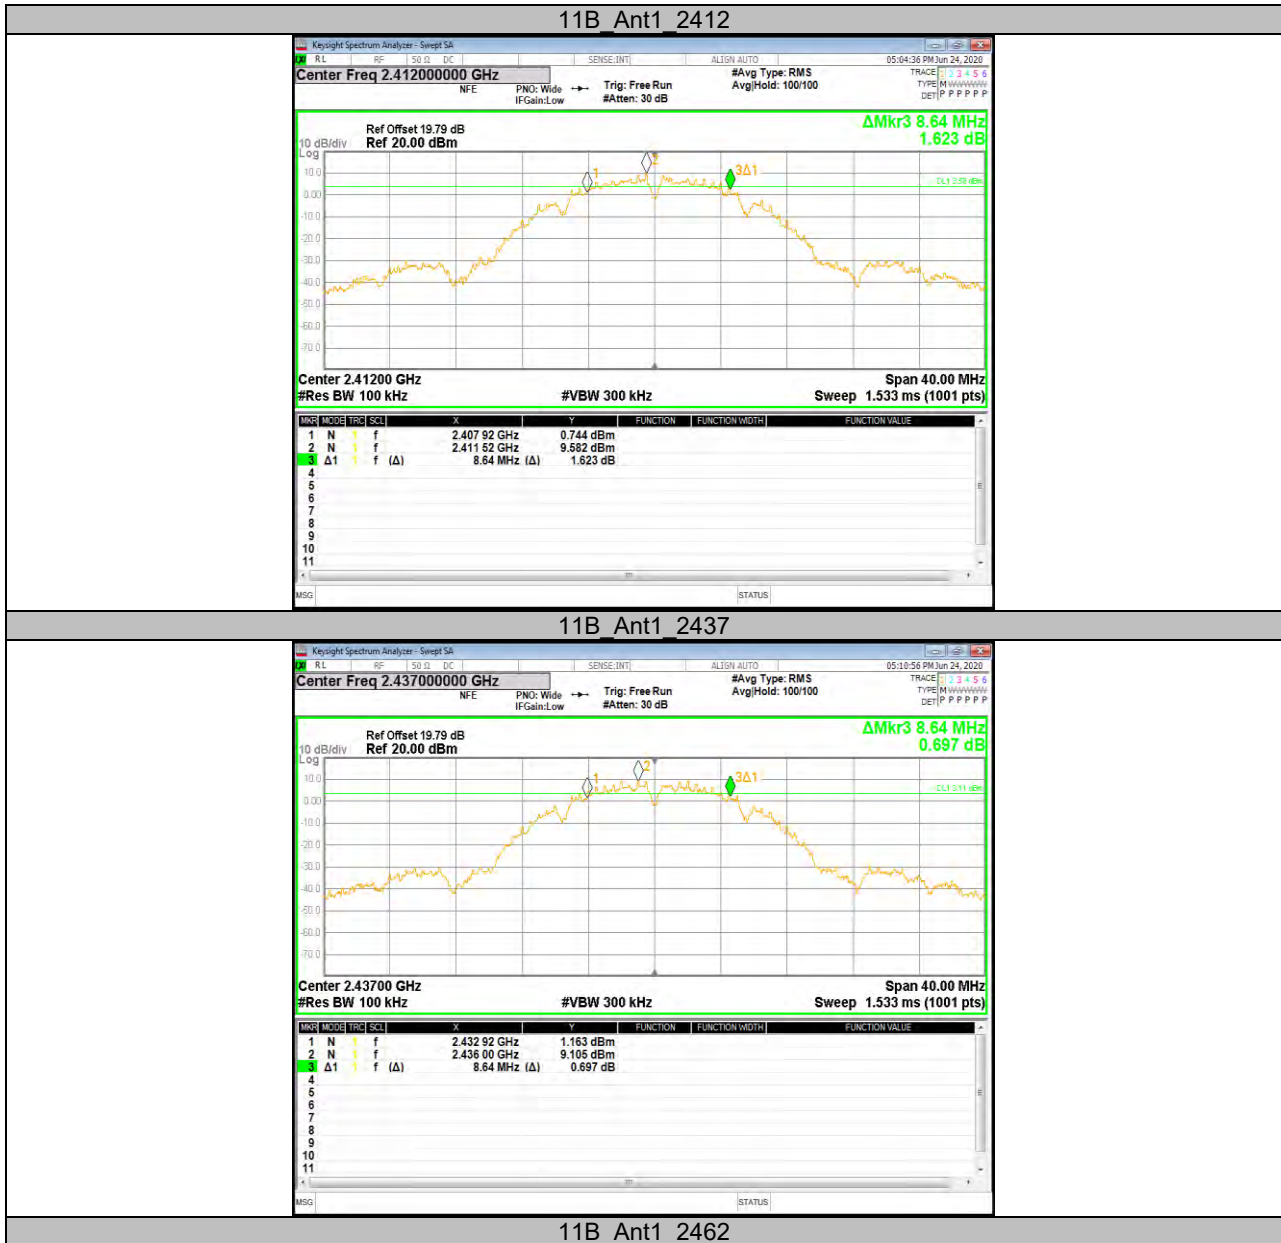 11B_Ant1_2412
Keysight Spectrum Analyzer - Swept SA
RL RF 50 Ω DC SENSE:INT ALIGN AUTO 05:04:36 PM Jun 24, 2020
Center Freq 2.412000000 GHz #Avg Type: RMS TRACE 1 2 3 4 5 6
NFE PNO: Wide Trig: Free Run Avg|Hold: 100/100 TYPE M WWWWW
IFGain:Low #Atten: 30 dB DET P P P P P P
ΔMkr3 8.64 MHz
Ref Offset 19.79 dB
10 dB/div Ref 20.00 dBm 1.623 dB
Log
10.0
1
2
3Δ1
0.00
-10.0
-20.0
-30.0
-40.0
-50.0
-60.0
-70.0
Center 2.41200 GHz Span 40.00 MHz
#Res BW 100 kHz #VBW 300 kHz Sweep 1.533 ms (1001 pts)
MKR MODE TRC SCL X Y FUNCTION FUNCTION WIDTH FUNCTION VALUE
1 N 1 f 2.407 92 GHz 0.744 dBm
2 N 1 f 2.411 52 GHz 9.582 dBm
3 Δ1 1 f (Δ) 8.64 MHz (Δ) 1.623 dB
4
5
6
7
8
9
10
11
MSG STATUS
11B_Ant1_2437
Keysight Spectrum Analyzer - Swept SA
RL RF 50 Ω DC SENSE:INT ALIGN AUTO 05:10:56 PM Jun 24, 2020
Center Freq 2.437000000 GHz #Avg Type: RMS TRACE 1 2 3 4 5 6
NFE PNO: Wide Trig: Free Run Avg|Hold: 100/100 TYPE M WWWWW
IFGain:Low #Atten: 30 dB DET P P P P P P
ΔMkr3 8.64 MHz
Ref Offset 19.79 dB
10 dB/div Ref 20.00 dBm 0.697 dB
Log
10.0
1
2
3Δ1
0.00
-10.0
-20.0
-30.0
-40.0
-50.0
-60.0
-70.0
Center 2.43700 GHz Span 40.00 MHz
#Res BW 100 kHz #VBW 300 kHz Sweep 1.533 ms (1001 pts)
MKR MODE TRC SCL X Y FUNCTION FUNCTION WIDTH FUNCTION VALUE
1 N 1 f 2.432 92 GHz 1.163 dBm
2 N 1 f 2.436 00 GHz 9.105 dBm
3 Δ1 1 f (Δ) 8.64 MHz (Δ) 0.697 dB
4
5
6
7
8
9
10
11
MSG STATUS
11B_Ant1_2462